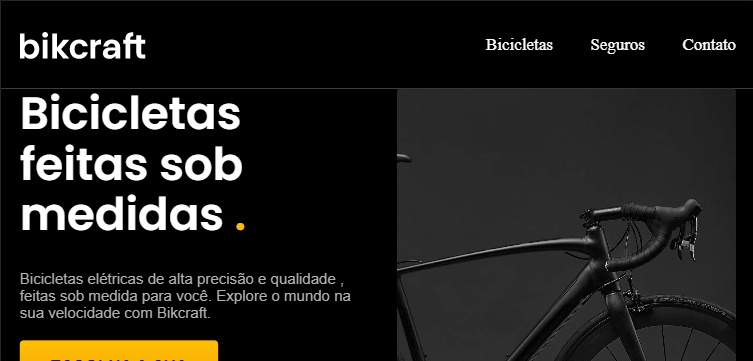 bikcraft
Bicicletas Seguros Contato
Bicicletas
feitas sob
medidas .
Bicicletas elétricas de alta precisão e qualidade ,
feitas sob medida para você. Explore o mundo na
sua velocidade com Bikcraft.